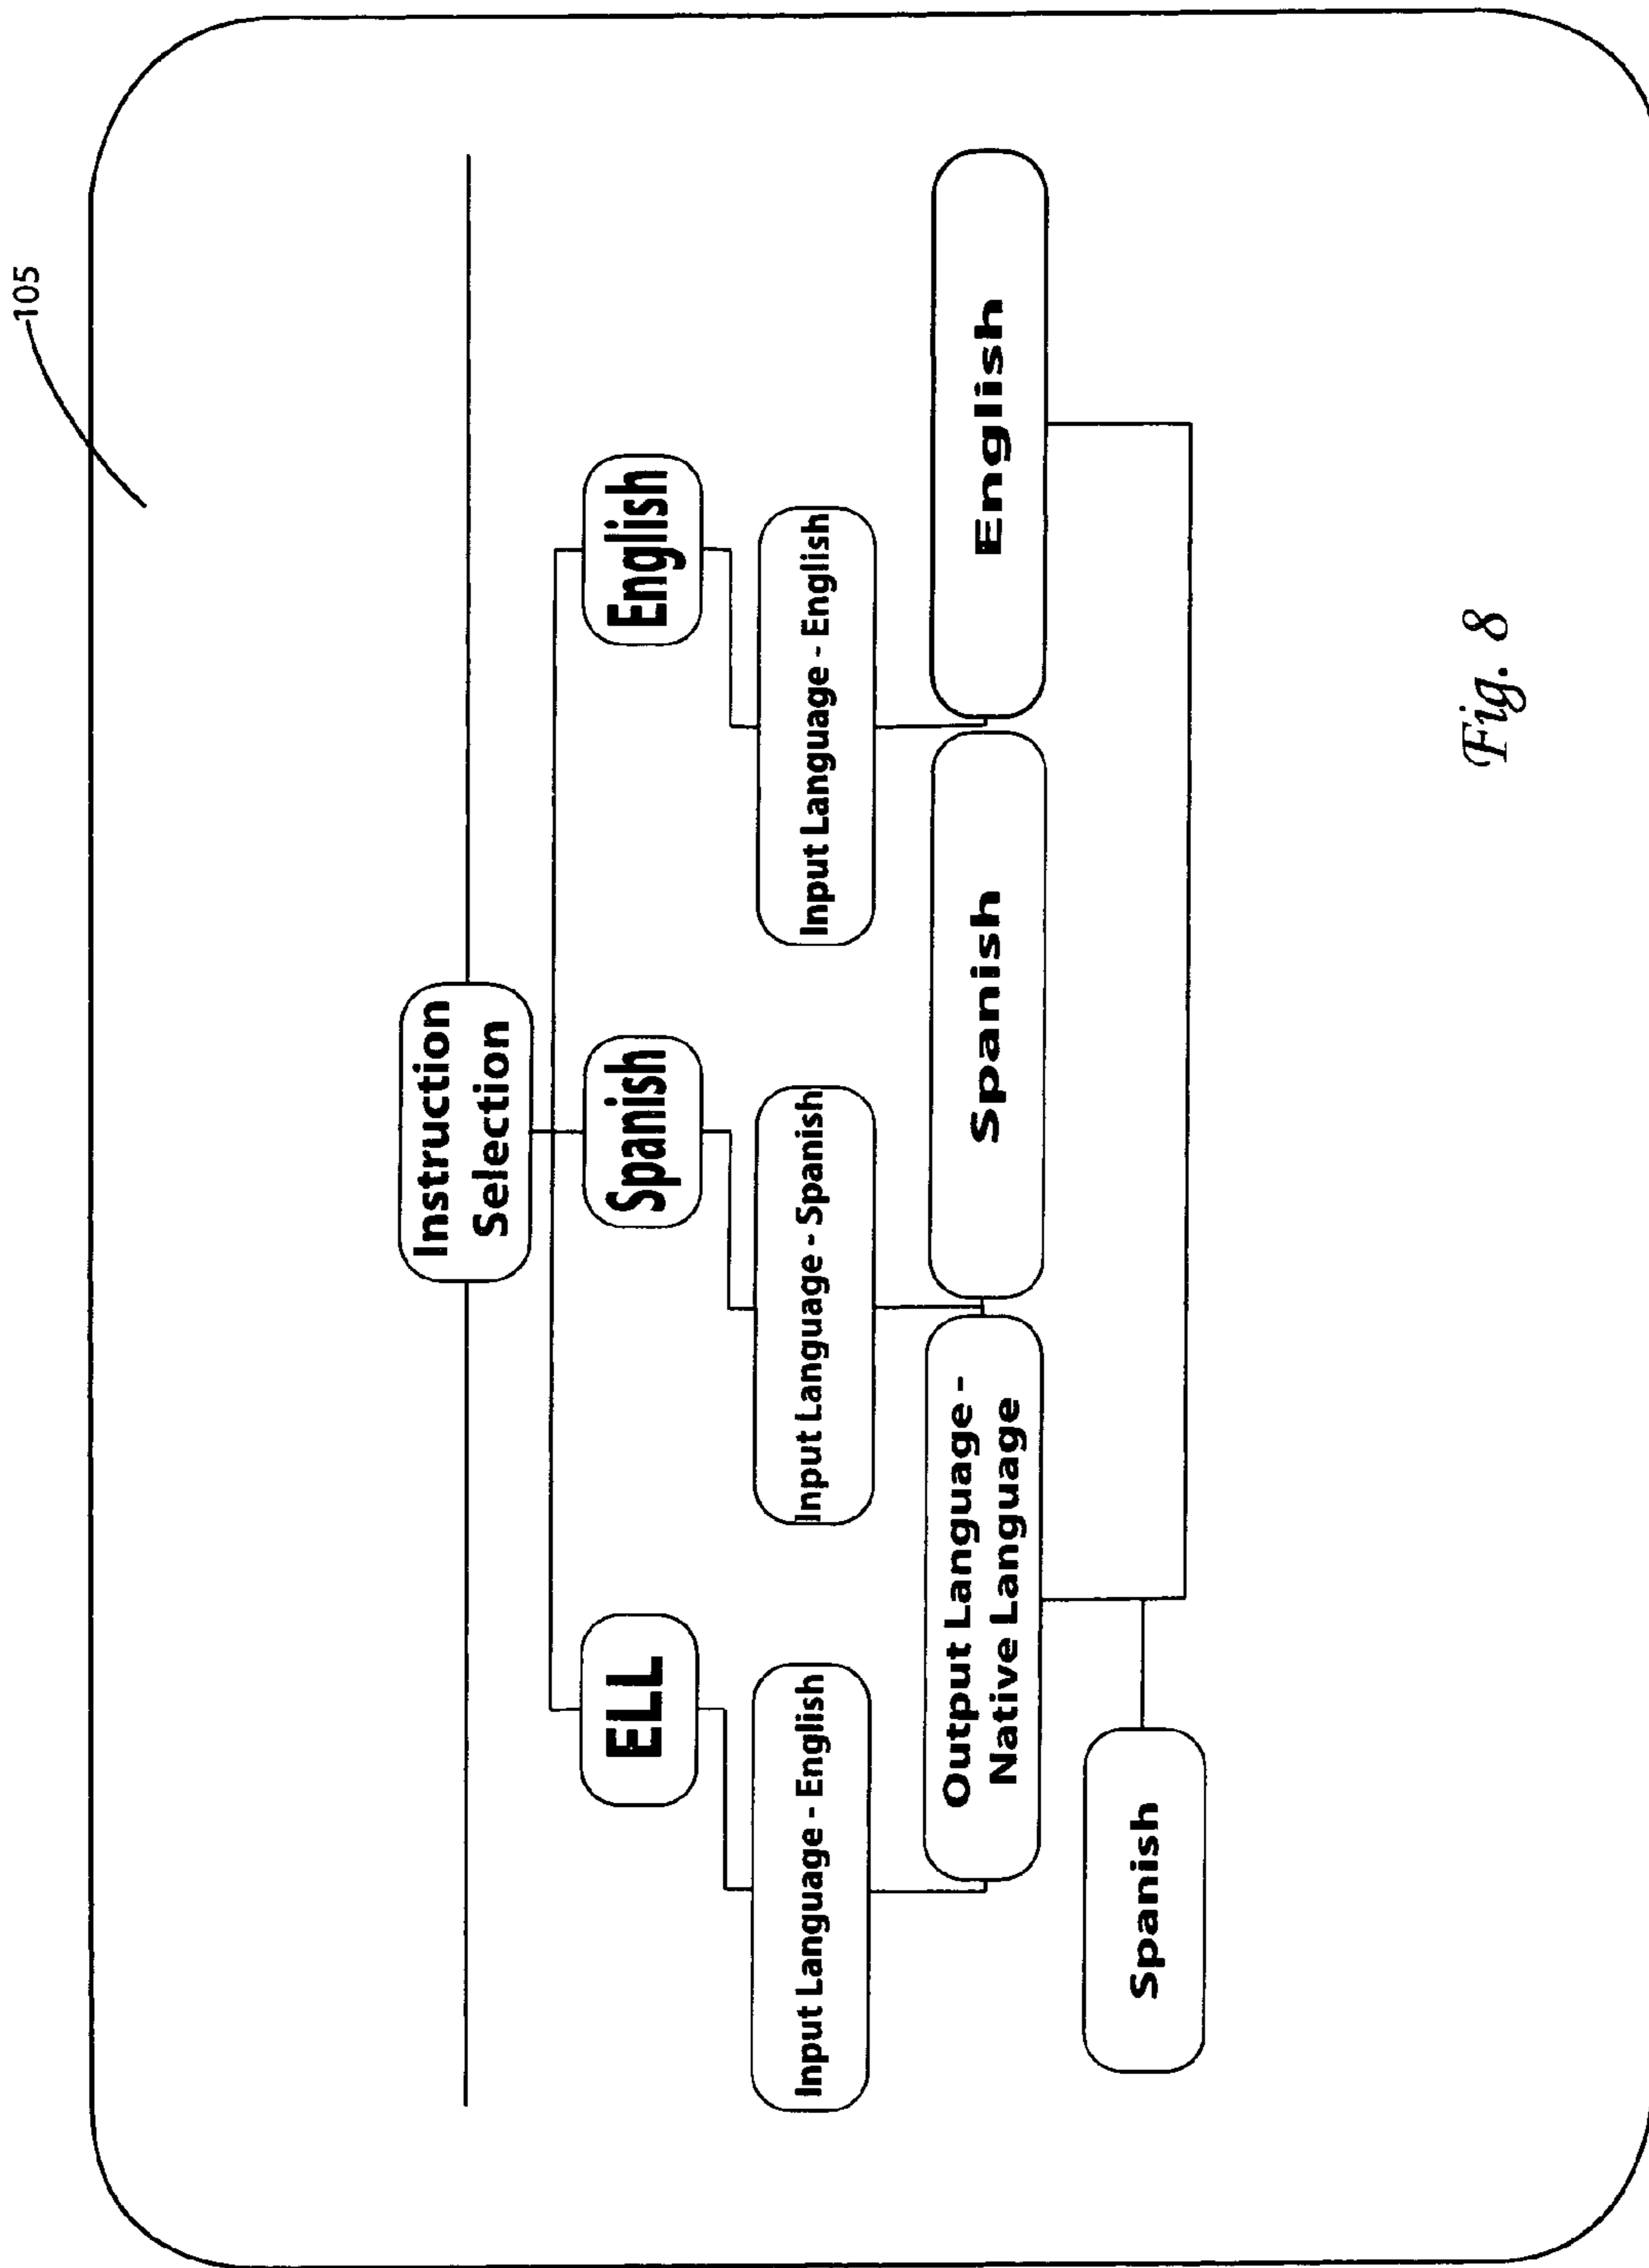 105
Instruction
Selection
ELL
Spanish
English
Input Language - English
Input Language - Spanish
Input Language - English
Output Language -
Native Language
Spanish
English
Spanish
Fig. 8